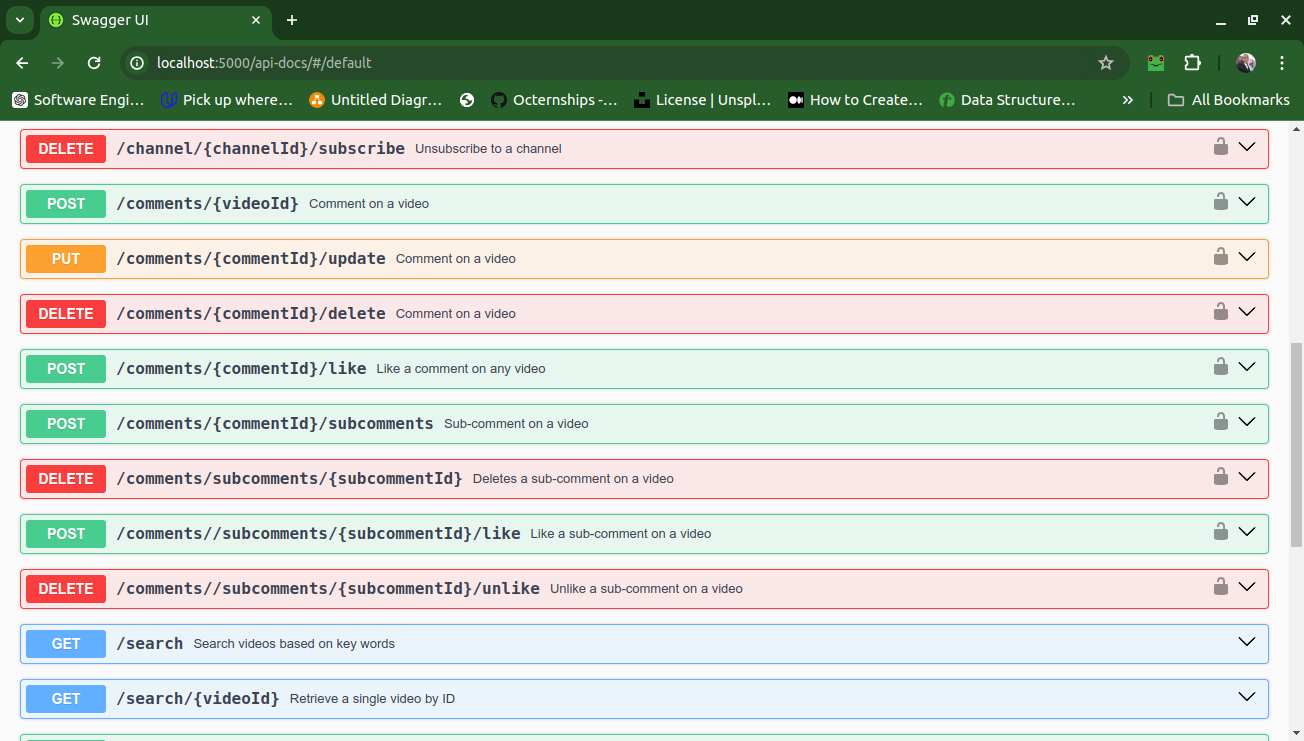 Swagger UI
localhost:5000/api-docs/#/default
Software Engi... Pick up where... Untitled Diagr... Octernships -... License | Unspl... How to Create... Data Structure... » All Bookmarks
DELETE /channel/{channelId}/subscribe Unsubscribe to a channel
POST /comments/{videoId} Comment on a video
PUT /comments/{commentId}/update Comment on a video
DELETE /comments/{commentId}/delete Comment on a video
POST /comments/{commentId}/like Like a comment on any video
POST /comments/{commentId}/subcomments Sub-comment on a video
DELETE /comments/subcomments/{subcommentId} Deletes a sub-comment on a video
POST /comments//subcomments/{subcommentId}/like Like a sub-comment on a video
DELETE /comments//subcomments/{subcommentId}/unlike Unlike a sub-comment on a video
GET /search Search videos based on key words
GET /search/{videoId} Retrieve a single video by ID